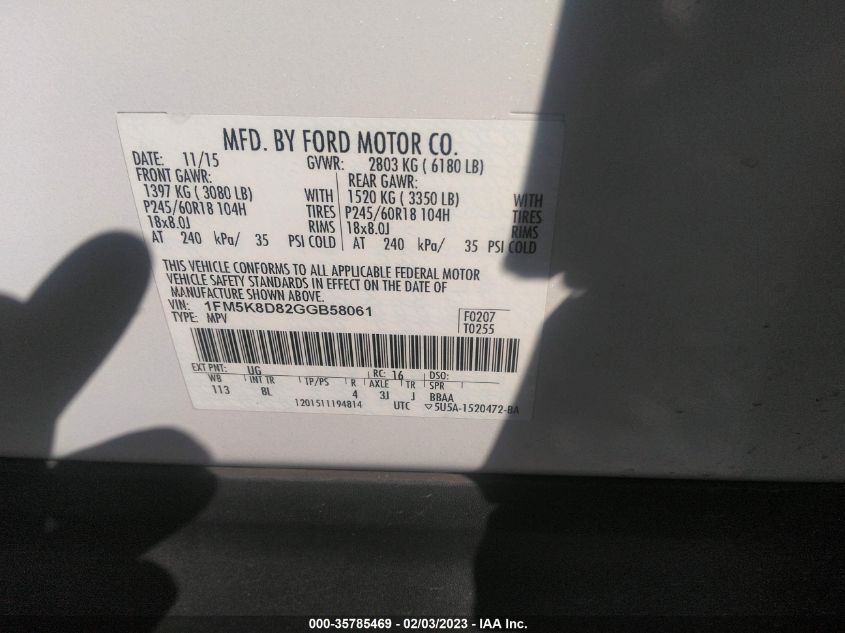 MFD. BY FORD MOTOR CO.
DATE: 11/15 GVWR: 2803 KG ( 6180 LB)
FRONT GAWR: REAR GAWR:
1397 KG ( 3080 LB) WITH 1520 KG ( 3350 LB) WITH
P245/60R18 104H TIRES P245/60R18 104H TIRES
18x8.0J RIMS 18x8.0J RIMS
AT 240 kPa/ 35 PSI COLD AT 240 kPa/ 35 PSI COLD
THIS VEHICLE CONFORMS TO ALL APPLICABLE FEDERAL MOTOR
VEHICLE SAFETY STANDARDS IN EFFECT ON THE DATE OF
MANUFACTURE SHOWN ABOVE.
VIN: 1FM5K8D82GGB58061 F0207
TYPE: MPV T0255
EXT PNT: UG RC: 16 DSO:
WB INT TR TP/PS R AXLE TR SPR
113 8L 4 3J J BBAA
1201511194814 UTC ▽5U5A-1520472-BA
000-35785469 - 02/03/2023 - IAAI.com